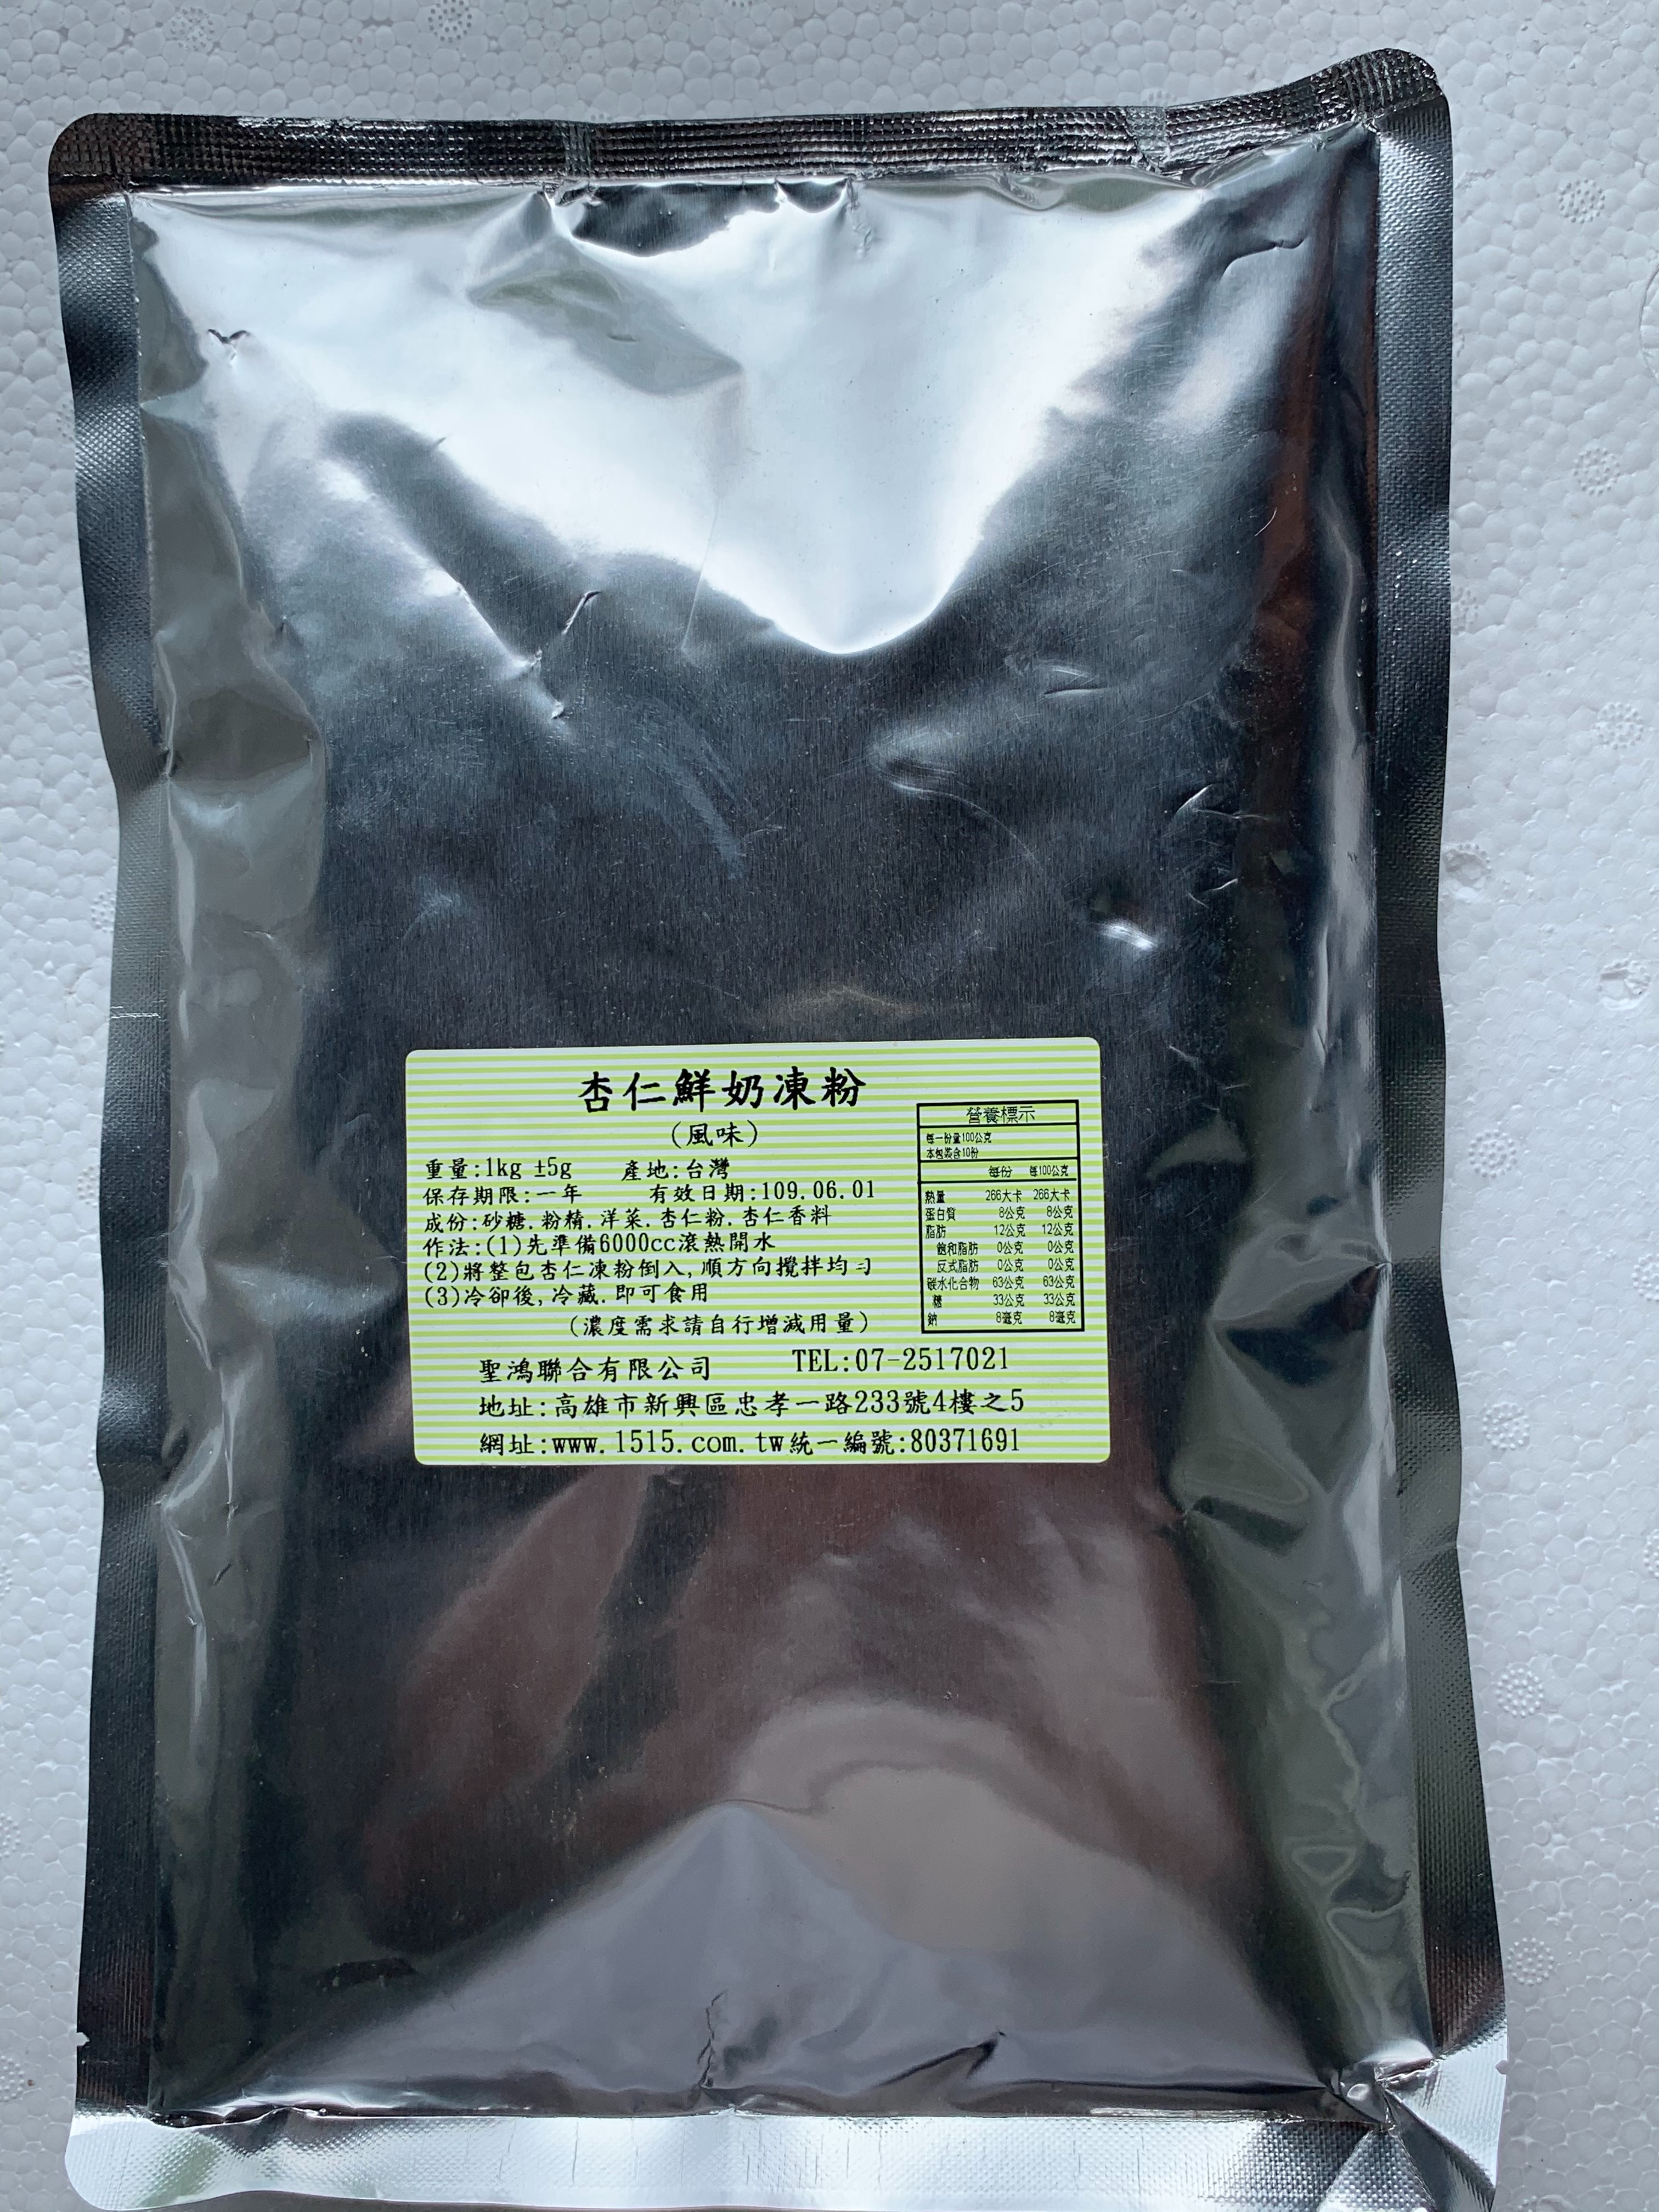 杏仁鮮奶凍粉
(風味)
重量:1kg ±5g 產地:台灣
保存期限:一年 有效日期:109.06.01
成份:砂糖.粉精.洋菜.杏仁粉.杏仁香料
作法:(1)先準備6000cc滾熱開水
(2)將整包杏仁凍粉倒入,順方向攪拌均勻
(3)冷卻後,冷藏.即可食用
(濃度需求請自行增減用量)
營養標示
每一份量100公克
本包裝含10份
每份 每100公克
熱量 266大卡 266大卡
蛋白質 8公克 8公克
脂肪 12公克 12公克
飽和脂肪 0公克 0公克
反式脂肪 0公克 0公克
碳水化合物 63公克 63公克
糖 33公克 33公克
鈉 8毫克 8毫克
聖鴻聯合有限公司 TEL:07-2517021
地址:高雄市新興區忠孝一路233號4樓之5
網址:www.1515.com.tw統一編號:80371691